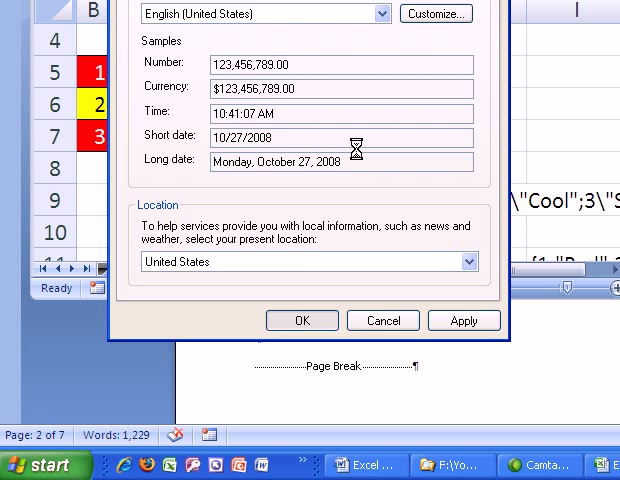 B
I
English (United States)
Customize...
4
Samples
5
1
Number:
123,456,789.00
6
2
Currency:
$123,456,789.00
7
3
Time:
10:41:07 AM
8
Short date:
10/27/2008
Long date:
Monday, October 27, 2008
9
\"Cool";3\"S
Location
10
To help services provide you with local information, such as news and
weather, select your present location:
11
United States
Ready
OK
Cancel
Apply
Page Break
Page: 2 of 7
Words: 1,229
start
»
Excel ...
F:\Yo...
Camta...
E